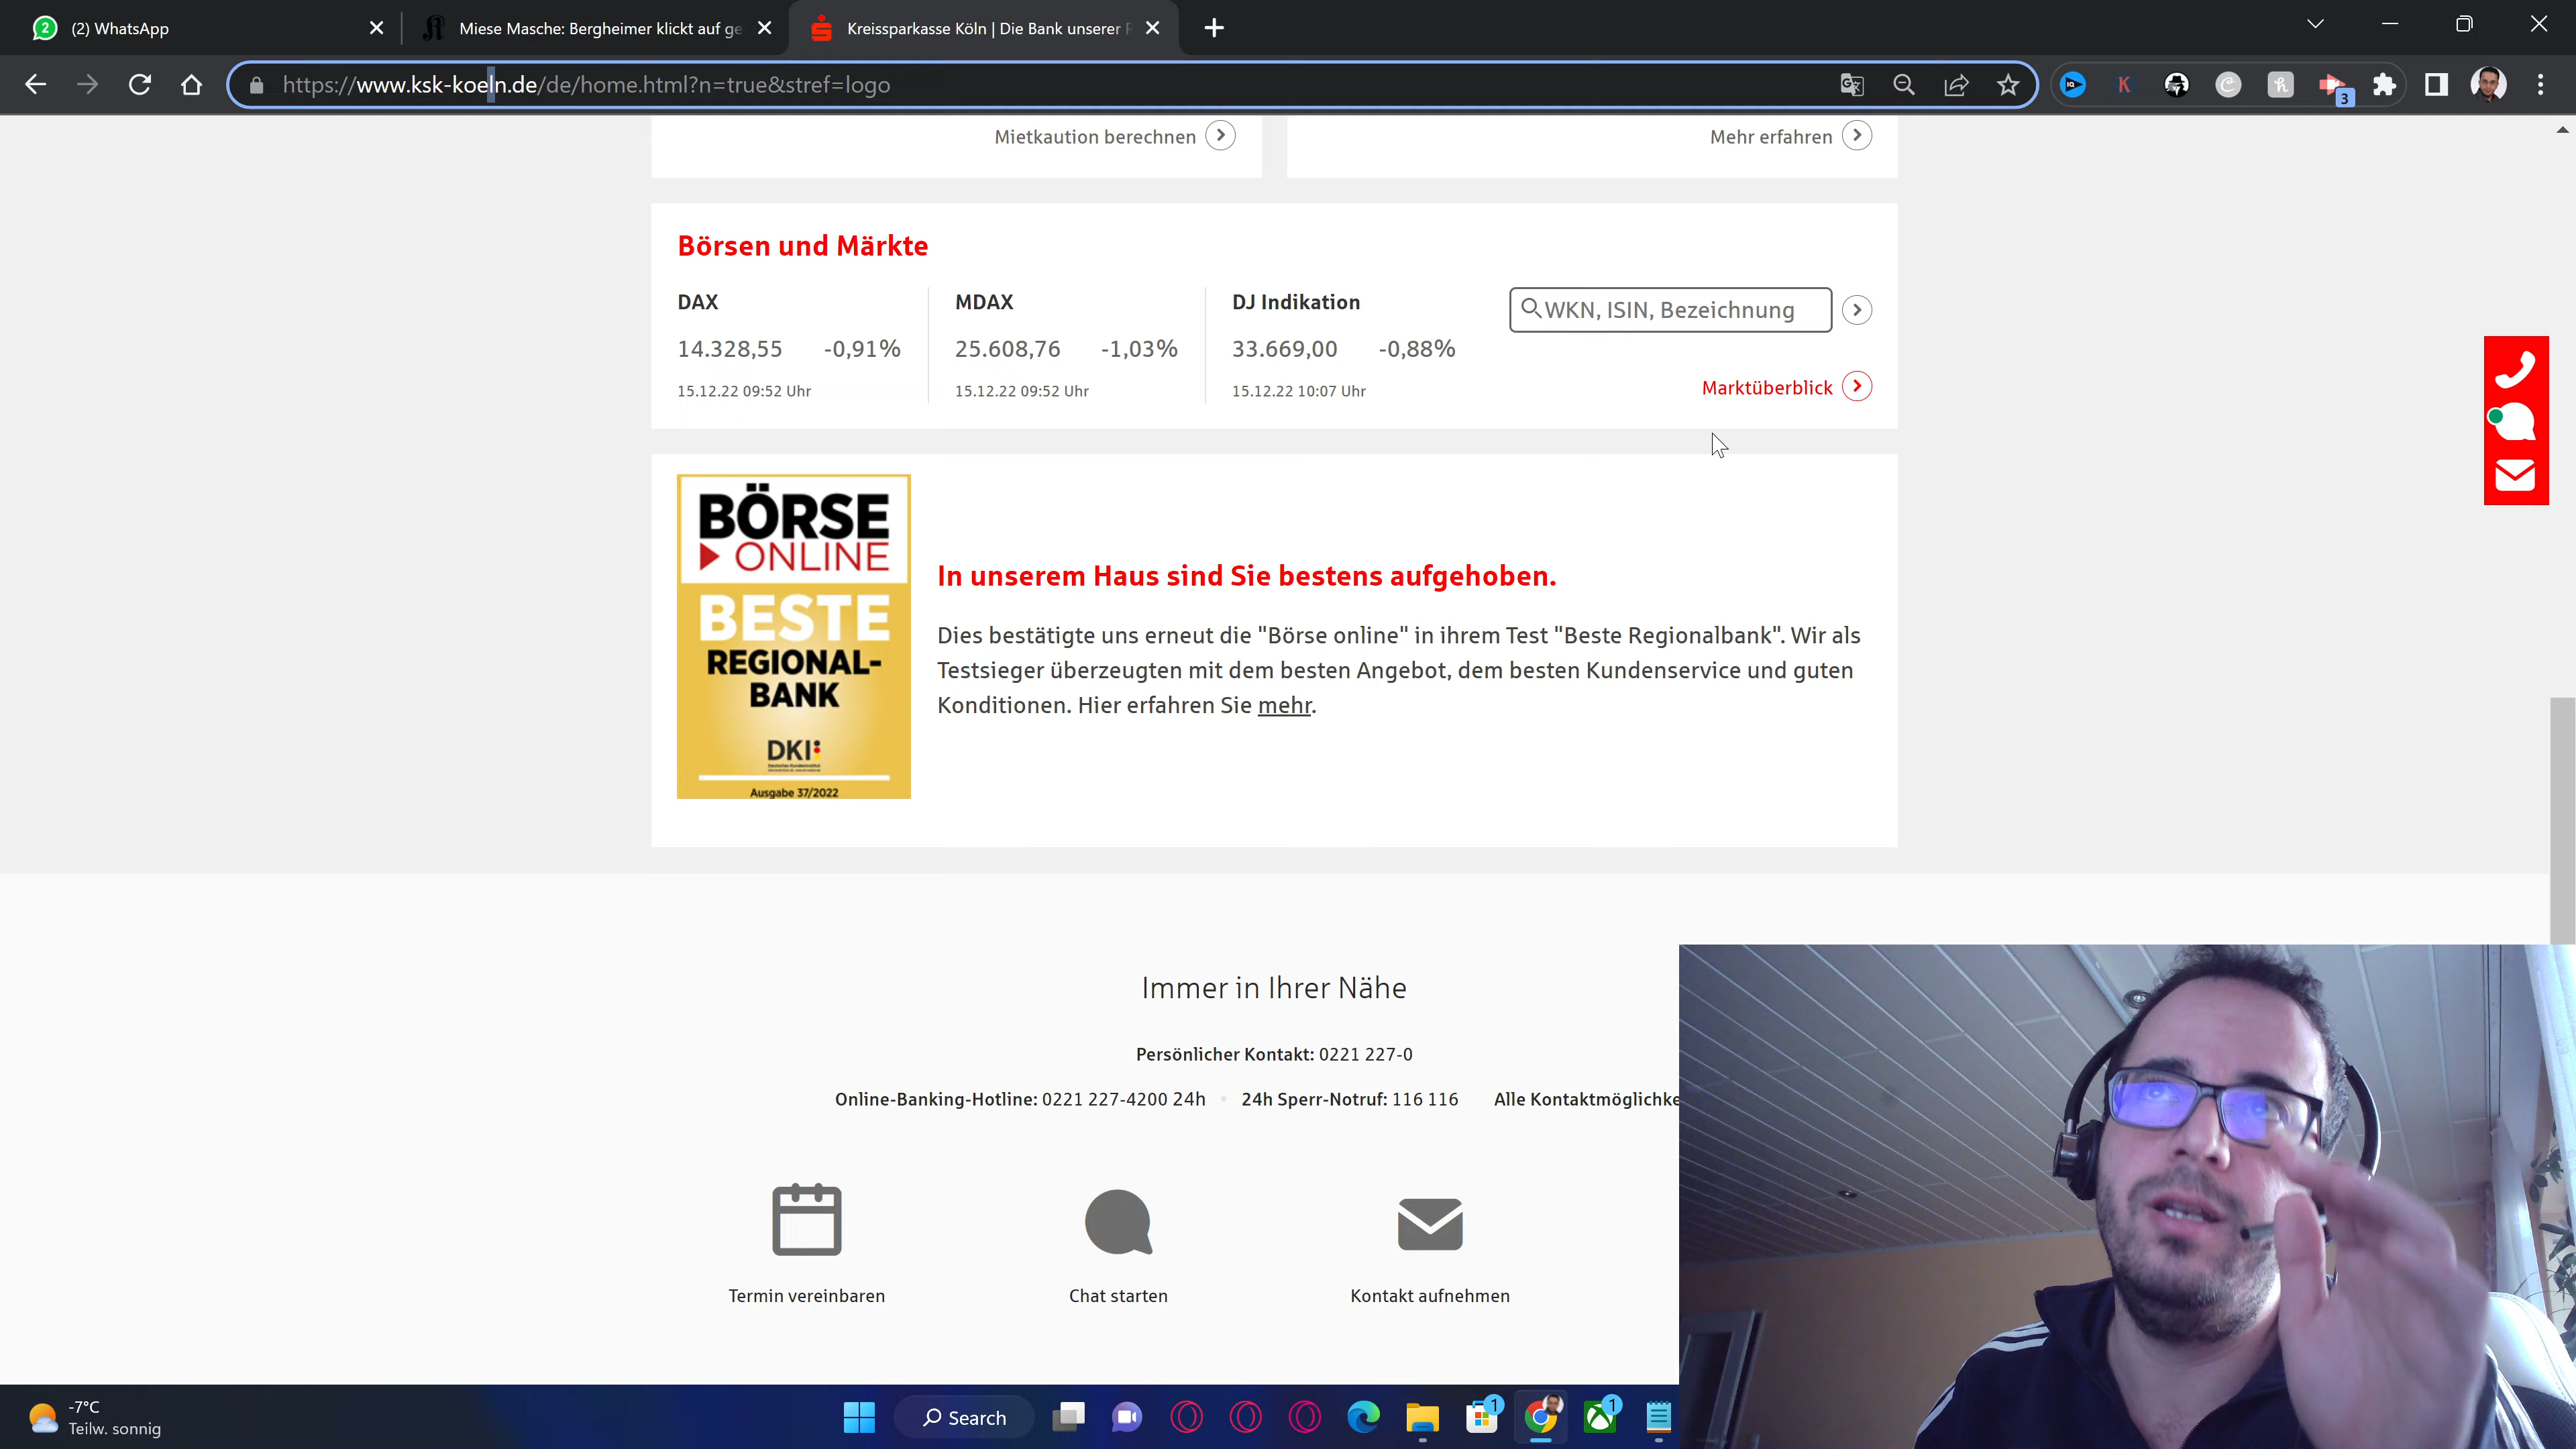 2
(2) WhatsApp
Miese Masche: Bergheimer klickt auf ge
Kreissparkasse Köln | Die Bank unserer R
https://www.ksk-koeln.de/de/home.html?n=true&stref=logo
3
Mietkaution berechnen
Mehr erfahren
Börsen und Märkte
DAX
14.328,55 -0,91%
15.12.22 09:52 Uhr
MDAX
25.608,76 -1,03%
15.12.22 09:52 Uhr
DJ Indikation
33.669,00 -0,88%
15.12.22 10:07 Uhr
WKN, ISIN, Bezeichnung
Marktüberblick
BÖRSE
ONLINE
BESTE
REGIONAL-
BANK
DKI
Ausgabe 37/2022
In unserem Haus sind Sie bestens aufgehoben.
Dies bestätigte uns erneut die "Börse online" in ihrem Test "Beste Regionalbank". Wir als
Testsieger überzeugten mit dem besten Angebot, dem besten Kundenservice und guten
Konditionen. Hier erfahren Sie mehr.
Immer in Ihrer Nähe
Persönlicher Kontakt: 0221 227-0
Online-Banking-Hotline: 0221 227-4200 24h 24h Sperr-Notruf: 116 116 Alle Kontaktmöglichke
Termin vereinbaren
Chat starten
Kontakt aufnehmen
-7°C
Teilw. sonnig
Search
1
1